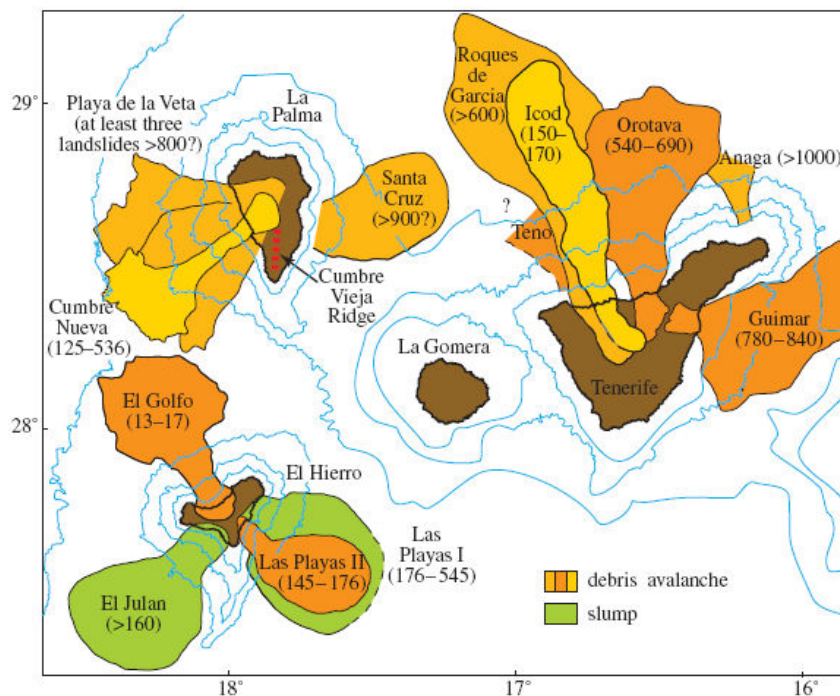 29°
28°
18°
17°
16°
Playa de la Veta
(at least three
landslides >800?)
La
Palma
Santa
Cruz
(>900?)
Cumbre
Vieja
Ridge
Cumbre
Nueva
(125–536)
Roques
de
Garcia
(>600)
Icod
(150–
170)
Orotava
(540–690)
Anaga (>1000)
?
Teno
Guimar
(780–840)
Tenerife
La Gomera
El Golfo
(13–17)
El Hierro
Las Playas II
(145–176)
Las
Playas I
(176–545)
El Julan
(>160)
debris avalanche
slump